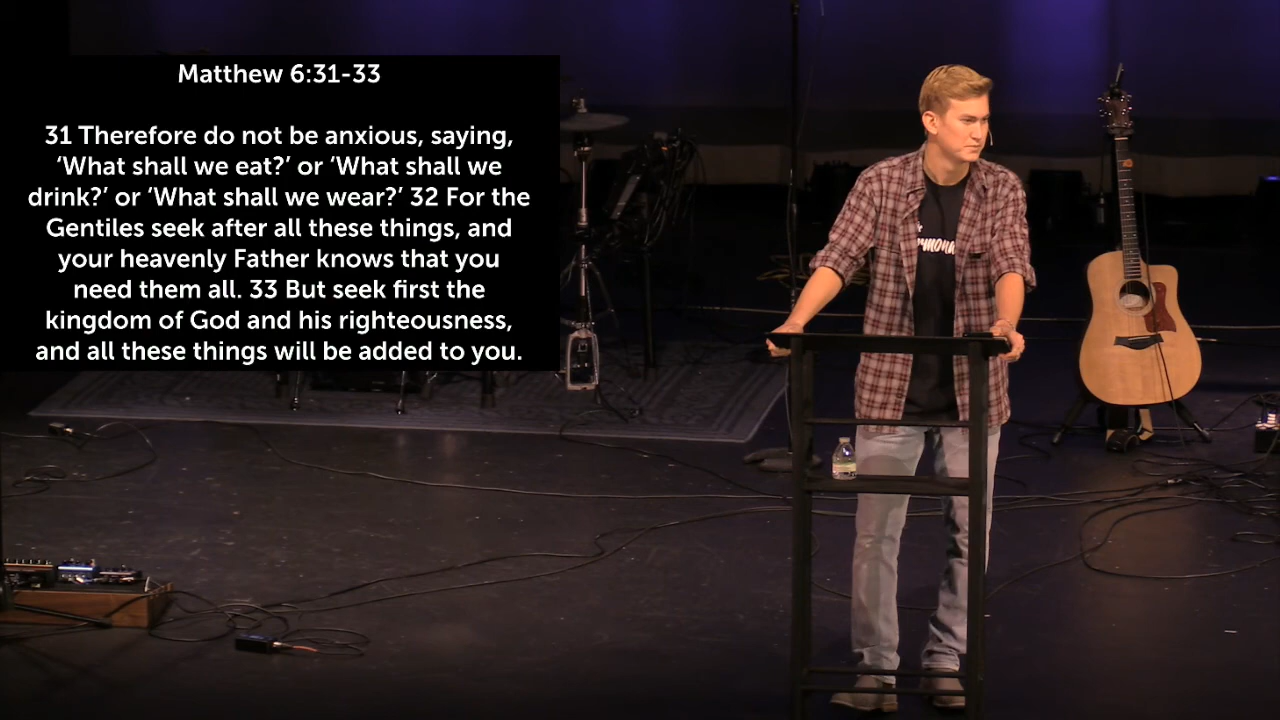 Matthew 6:31-33
31 Therefore do not be anxious, saying,
‘What shall we eat?’ or ‘What shall we
drink?’ or ‘What shall we wear?’ 32 For the
Gentiles seek after all these things, and
your heavenly Father knows that you
need them all. 33 But seek first the
kingdom of God and his righteousness,
and all these things will be added to you.